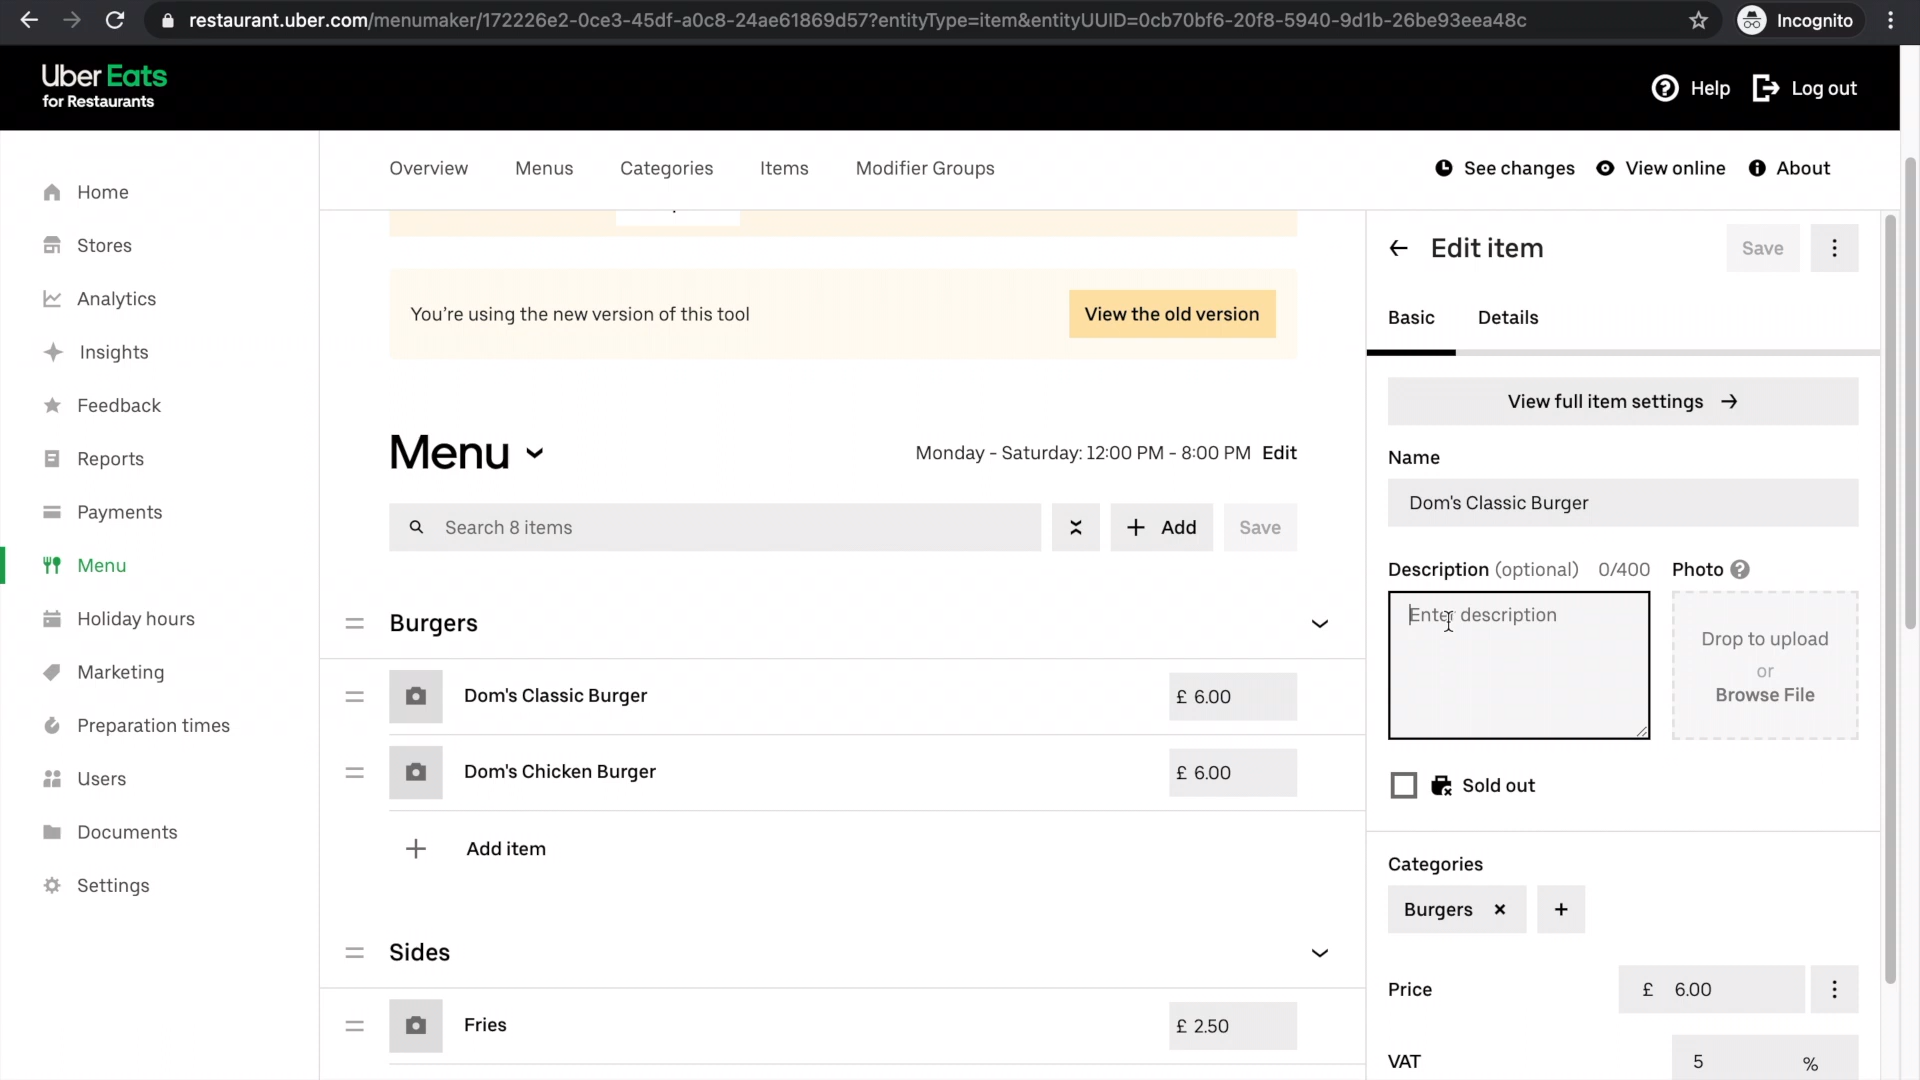 restaurant.uber.com/menumaker/172226e2-0ce3-45df-a0c8-24ae61869d57?entityType=item&entityUUID=0cb70bf6-20f8-5940-9d1b-26be93eea48c
Incognito
Uber Eats
for Restaurants
Help
Log out
Home
Stores
Analytics
Insights
Feedback
Reports
Payments
Menu
Holiday hours
Marketing
Preparation times
Users
Documents
Settings
Overview
Menus
Categories
Items
Modifier Groups
See changes
View online
About
You're using the new version of this tool
View the old version
Menu
Monday - Saturday: 12:00 PM - 8:00 PM Edit
Search 8 items
+ Add
Save
Burgers
Dom's Classic Burger
£ 6.00
Dom's Chicken Burger
£ 6.00
+ Add item
Sides
Fries
£ 2.50
Edit item
Save
Basic
Details
View full item settings
Name
Dom's Classic Burger
Description (optional) 0/400
Photo ?
Enter description
Drop to upload
or
Browse File
Sold out
Categories
Burgers ×
+
Price
£ 6.00
VAT
5 %